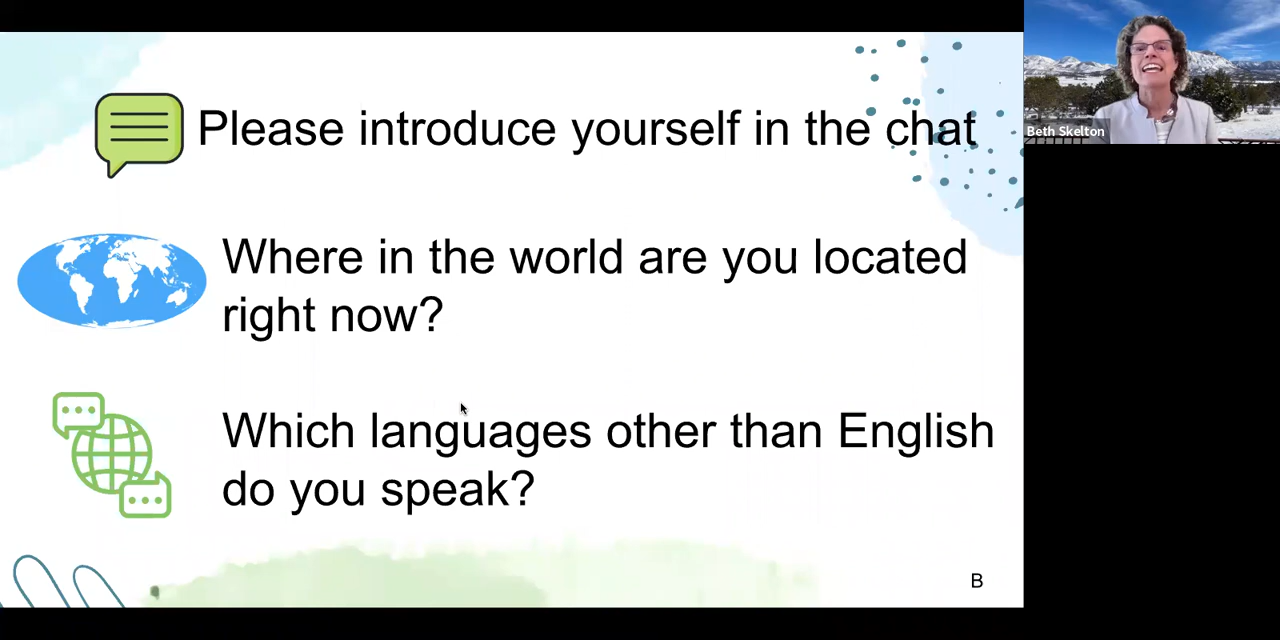 Please introduce yourself in the chat
Where in the world are you located
right now?
Which languages other than English
do you speak?
B
Beth Skelton